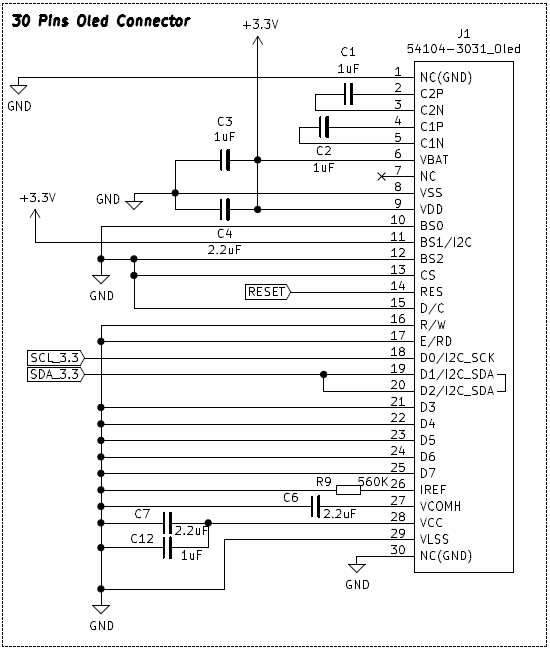 30 Pins Oled Connector
+3.3V
J1
54104-3031_Oled
C1
1uF
1 NC(GND)
GND
2 C2P
3 C2N
C3
1uF
4 C1P
5 C1N
C2
1uF
6 VBAT
7 NC
GND
8 VSS
+3.3V
9 VDD
C4
2.2uF
10 BS0
11 BS1/I2C
12 BS2
GND
13 CS
RESET
14 RES
15 D/C
16 R/W
17 E/RD
SCL_3.3
18 D0/I2C_SCK
SDA_3.3
19 D1/I2C_SDA
20 D2/I2C_SDA
21 D3
22 D4
23 D5
24 D6
25 D7
R9 560K
26 IREF
C6
2.2uF
27 VCOMH
C7
2.2uF
28 VCC
C12
1uF
29 VLSS
30 NC(GND)
GND
GND